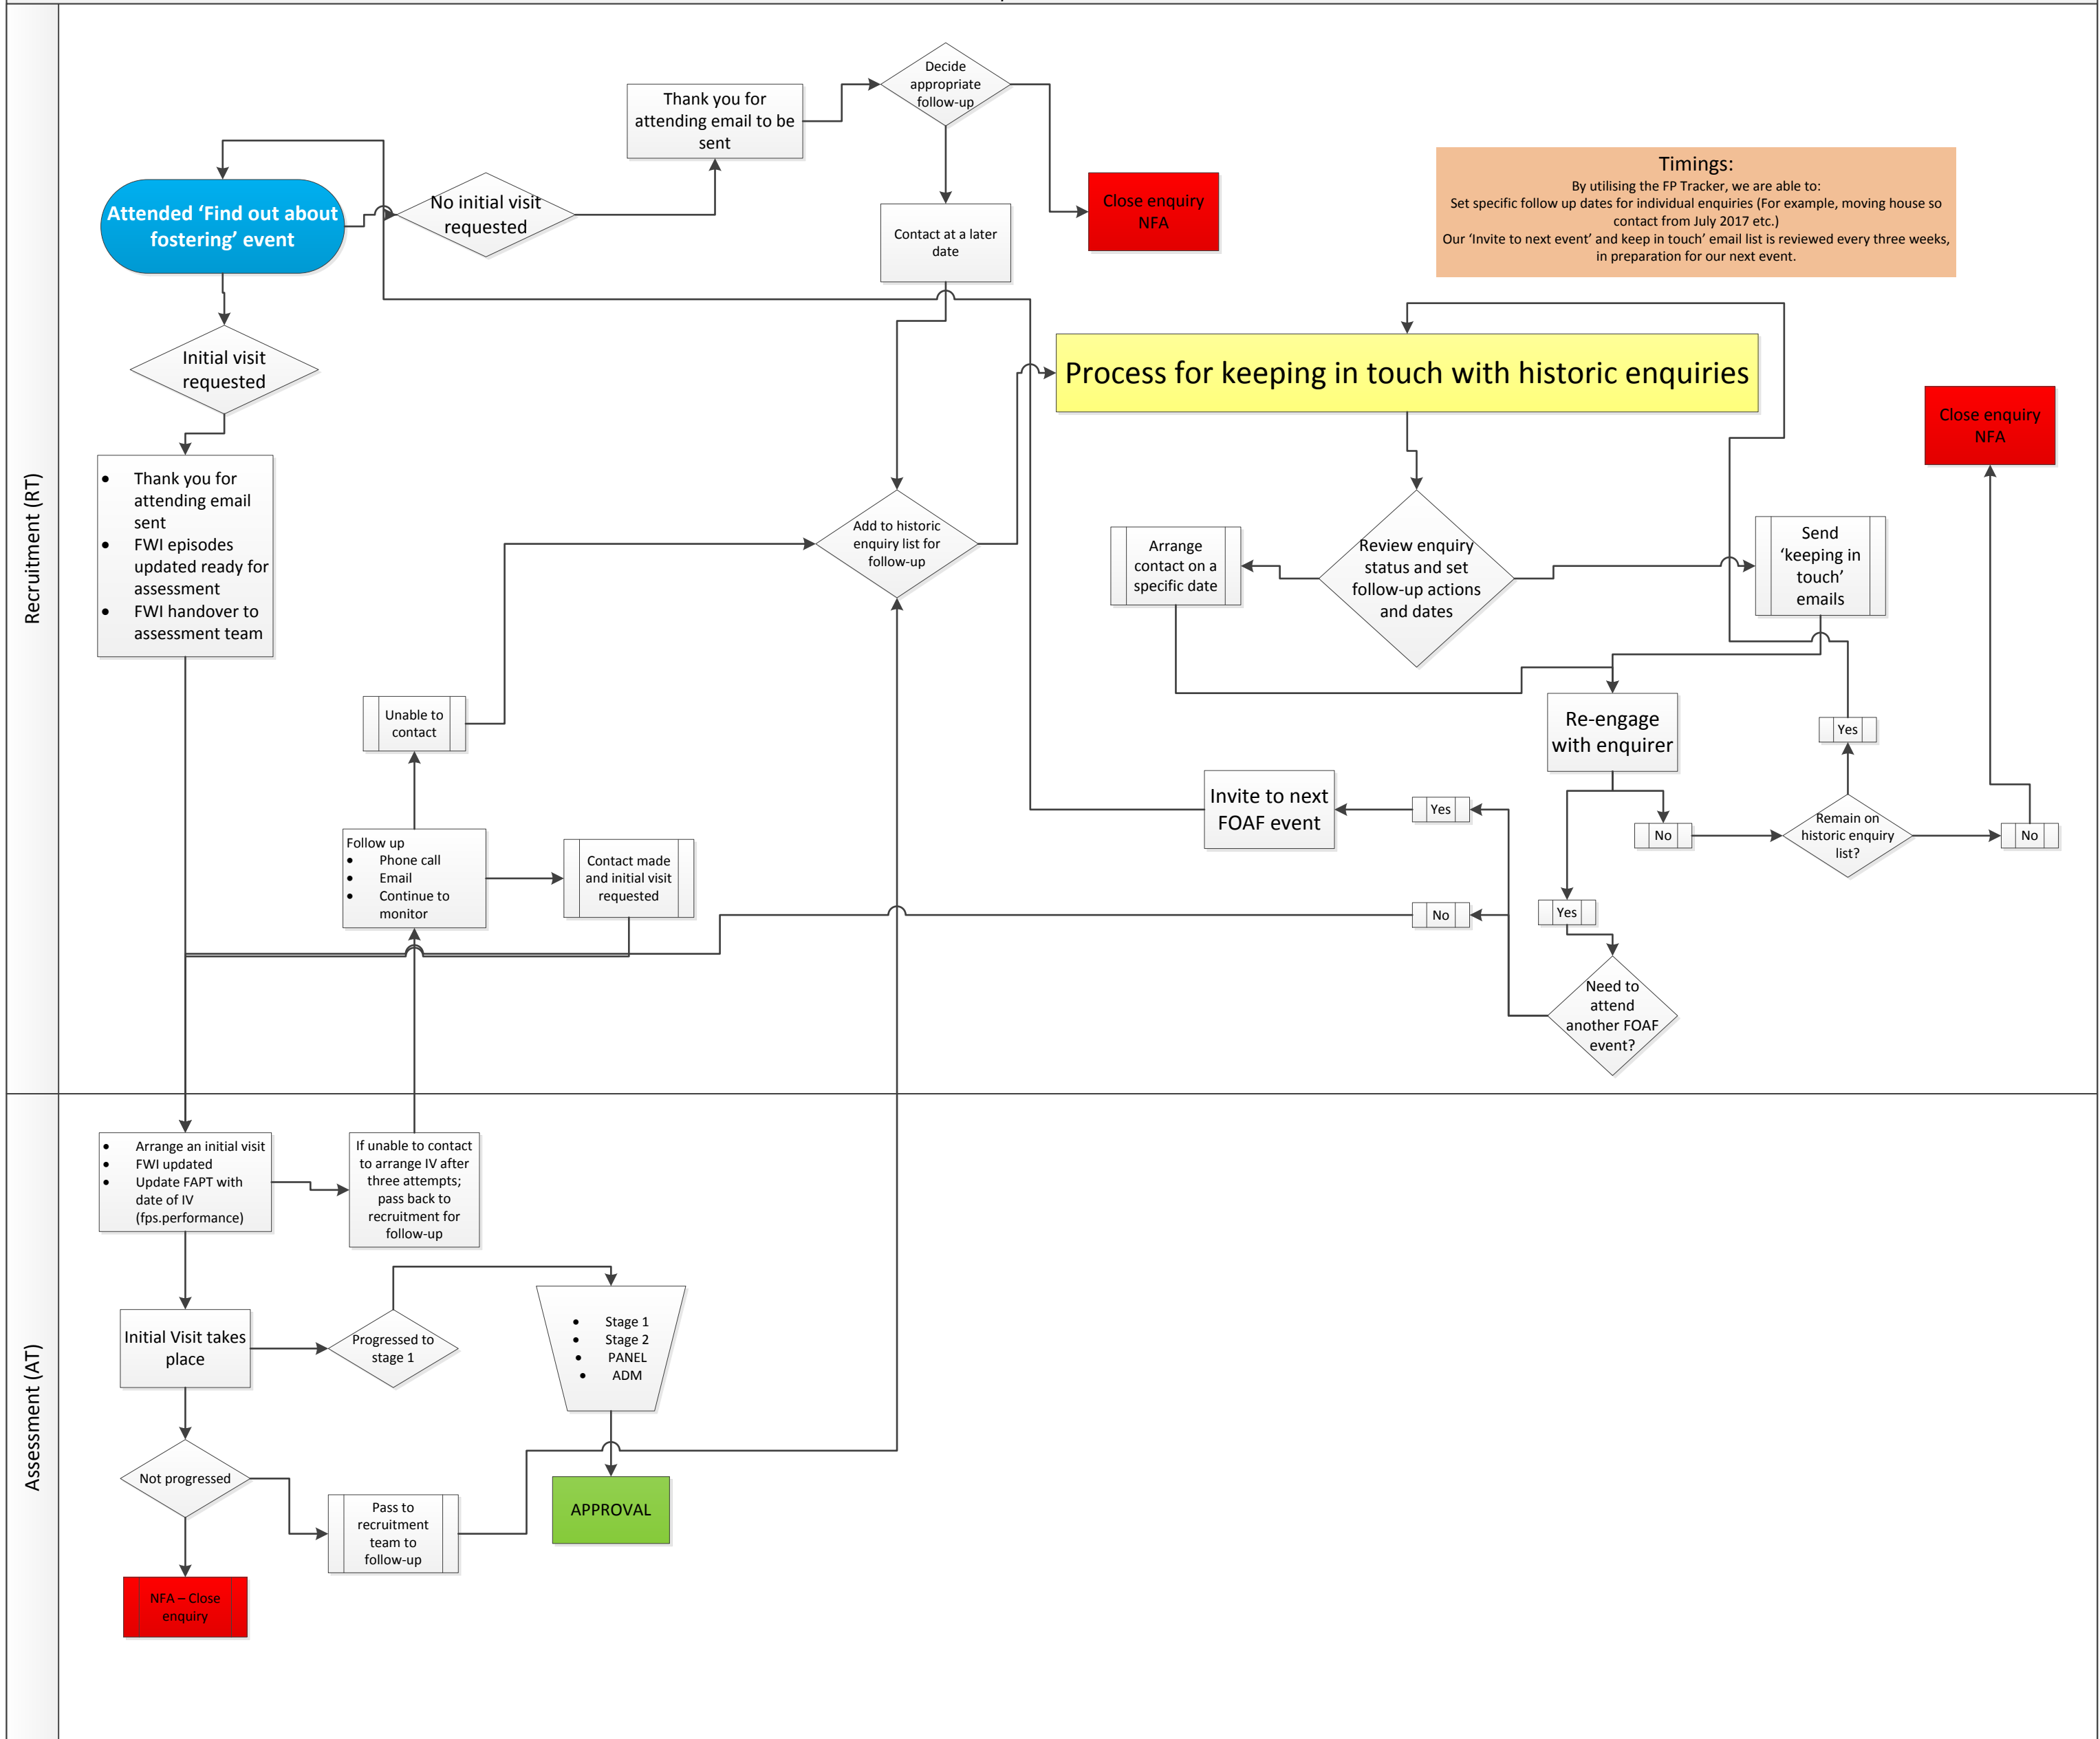 Recruitment (RT)
Decide
appropriate
follow-up
Thank you for
attending email to be
sent
Attended ‘Find out about
fostering’ event
No initial visit
requested
Close enquiry
NFA
Contact at a later
date
Timings:
By utilising the FP Tracker, we are able to:
Set specific follow up dates for individual enquiries (For example, moving house so
contact from July 2017 etc.)
Our ‘Invite to next event’ and keep in touch’ email list is reviewed every three weeks,
in preparation for our next event.
Initial visit
requested
Process for keeping in touch with historic enquiries
Close enquiry
NFA
• Thank you for
attending email
sent
• FWI episodes
updated ready for
assessment
• FWI handover to
assessment team
Add to historic
enquiry list for
follow-up
Arrange
contact on a
specific date
Review enquiry
status and set
follow-up actions
and dates
Send
‘keeping in
touch’
emails
Unable to
contact
Re-engage
with enquirer
Yes
Invite to next
FOAF event
Yes
No
Remain on
historic enquiry
list?
No
Follow up
• Phone call
• Email
• Continue to
monitor
Contact made
and initial visit
requested
No
Yes
Need to
attend
another FOAF
event?
Assessment (AT)
• Arrange an initial visit
• FWI updated
• Update FAPT with
date of IV
(fps.performance)
If unable to contact
to arrange IV after
three attempts;
pass back to
recruitment for
follow-up
Initial Visit takes
place
Progressed to
stage 1
• Stage 1
• Stage 2
• PANEL
• ADM
Not progressed
Pass to
recruitment
team to
follow-up
APPROVAL
NFA – Close
enquiry